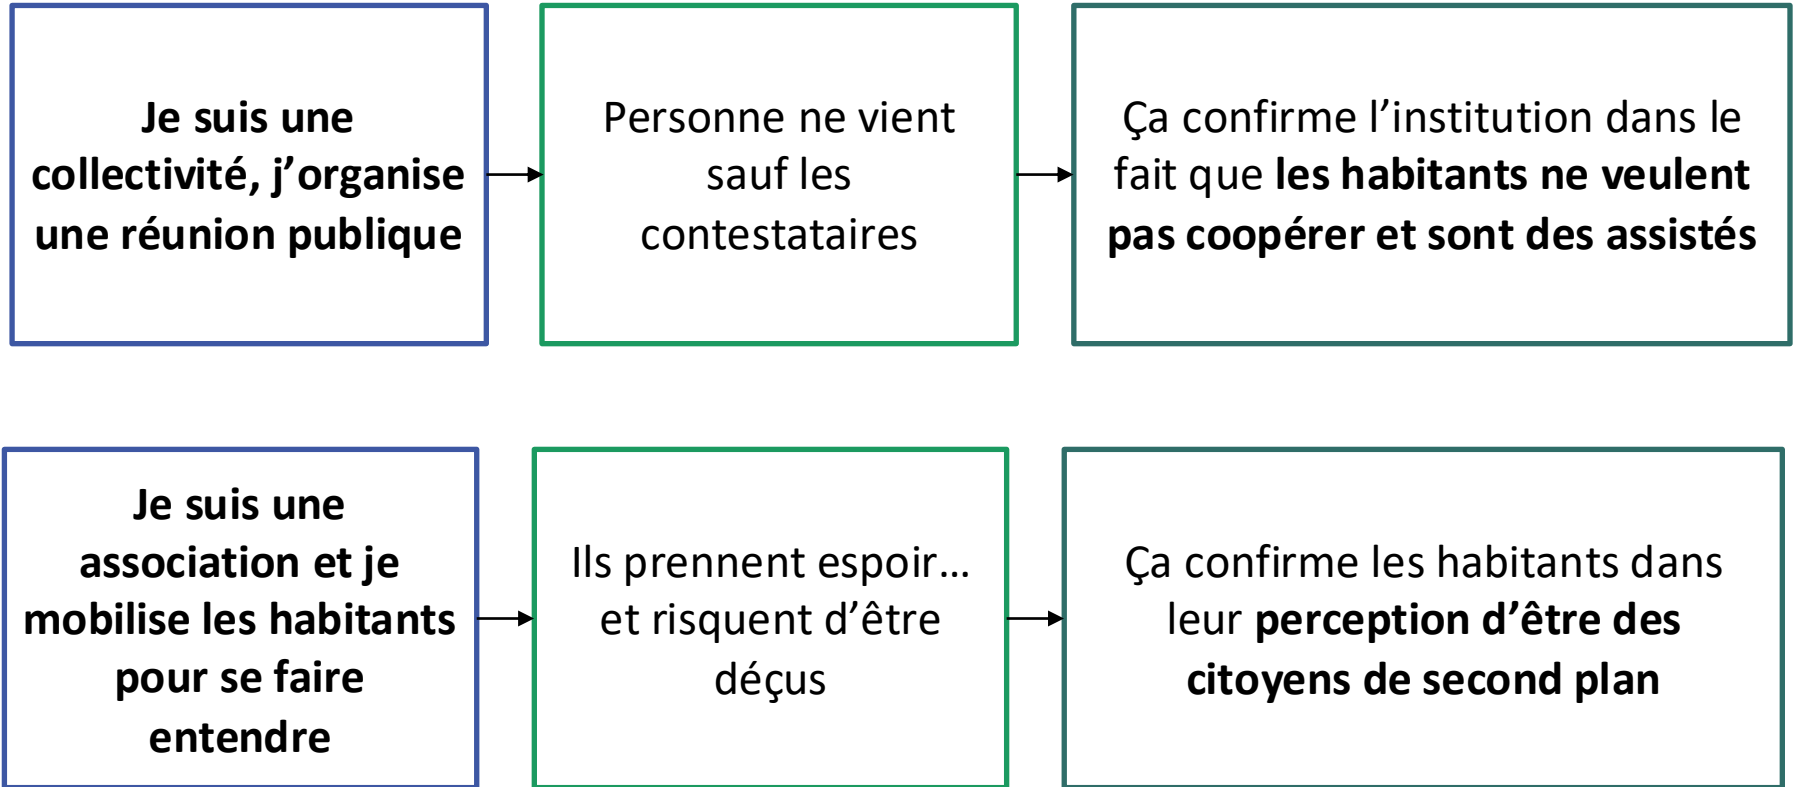 Je suis une
collectivité, j’organise
une réunion publique
Personne ne vient
sauf les
contestataires
Ça confirme l’institution dans le
fait que les habitants ne veulent
pas coopérer et sont des assistés
Je suis une
association et je
mobilise les habitants
pour se faire
entendre
Ils prennent espoir…
et risquent d’être
déçus
Ça confirme les habitants dans
leur perception d’être des
citoyens de second plan